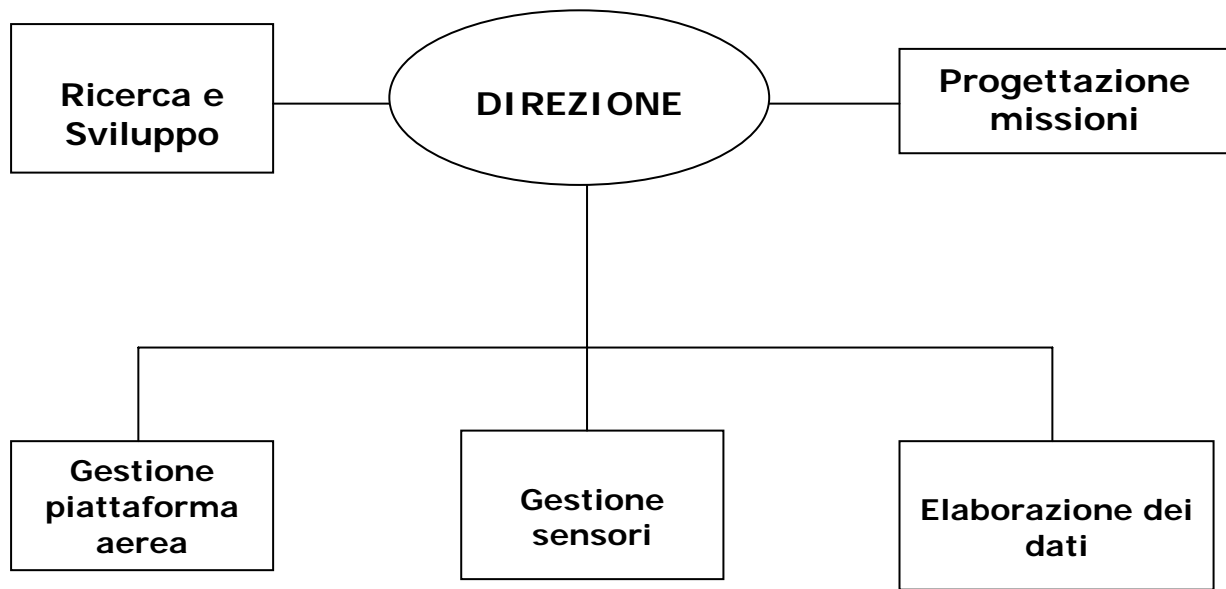 Ricerca e
Sviluppo
DIREZIONE
Progettazione
missioni
Gestione
piattaforma
aerea
Gestione
sensori
Elaborazione dei
dati